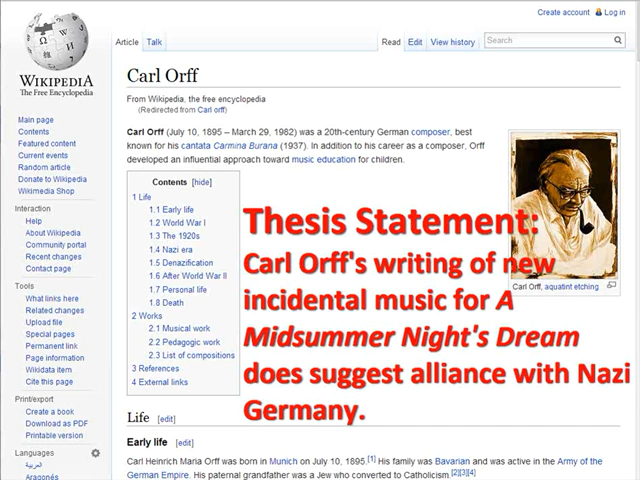 Create account Log in
WIKIPEDIA
The Free Encyclopedia
Article Talk Read Edit View history Search
Carl Orff
From Wikipedia, the free encyclopedia
(Redirected from Carl orff)
Carl Orff (July 10, 1895 – March 29, 1982) was a 20th-century German composer, best
known for his cantata Carmina Burana (1937). In addition to his career as a composer, Orff
developed an influential approach toward music education for children.
Main page
Contents
Featured content
Current events
Random article
Donate to Wikipedia
Wikimedia Shop
Interaction
Help
About Wikipedia
Community portal
Recent changes
Contact page
Tools
What links here
Related changes
Upload file
Special pages
Permanent link
Page information
Wikidata item
Cite this page
Print/export
Create a book
Download as PDF
Printable version
Languages
العربية
Aragonés
Contents [hide]
1 Life
1.1 Early life
1.2 World War I
1.3 The 1920s
1.4 Nazi era
1.5 Denazification
1.6 After World War II
1.7 Personal life
1.8 Death
2 Works
2.1 Musical work
2.2 Pedagogic work
2.3 List of compositions
3 References
4 External links
Thesis Statement:
Carl Orff's writing of new
incidental music for A
Midsummer Night's Dream
does suggest alliance with Nazi
Germany.
Carl Orff, aquatint etching
Life [edit]
Early life [edit]
Carl Heinrich Maria Orff was born in Munich on July 10, 1895.[1] His family was Bavarian and was active in the Army of the
German Empire. His paternal grandfather was a Jew who converted to Catholicism.[2][3][4]